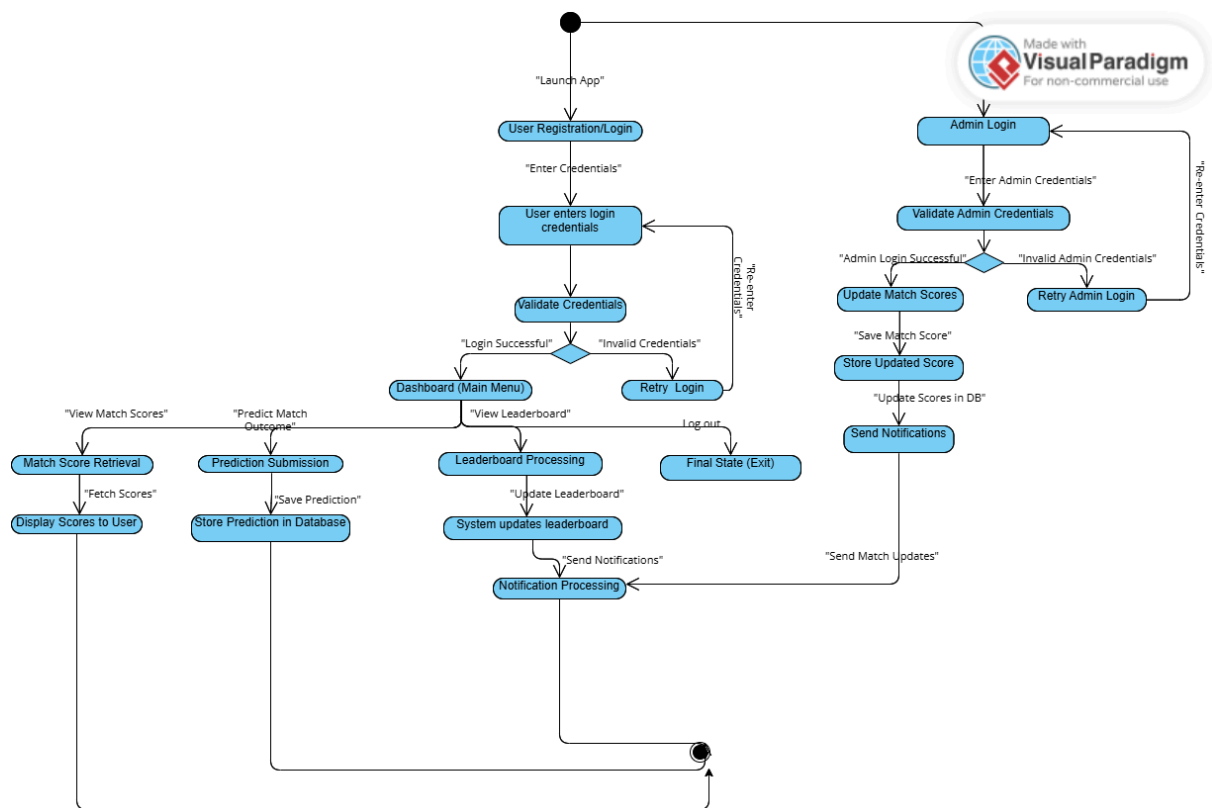 Made with
VisualParadigm
For non-commercial use
"Launch App"
User Registration/Login
Admin Login
"Enter Credentials"
"Enter Admin Credentials"
"Re-enter Credentials"
User enters login
credentials
Validate Admin Credentials
"Admin Login Successful"
"Invalid Admin Credentials"
"Re-enter
Credentials"
Update Match Scores
Retry Admin Login
Validate Credentials
"Save Match Score"
"Login Successful"
"Invalid Credentials"
Store Updated Score
Dashboard (Main Menu)
Retry  Login
"Update Scores in DB"
"View Match Scores"
"Predict Match
Outcome"
"View Leaderboard"
Log out
Send Notifications
Match Score Retrieval
Prediction Submission
Leaderboard Processing
Final State (Exit)
"Fetch Scores"
"Save Prediction"
"Update Leaderboard"
Display Scores to User
Store Prediction in Database
System updates leaderboard
"Send Notifications"
"Send Match Updates"
Notification Processing